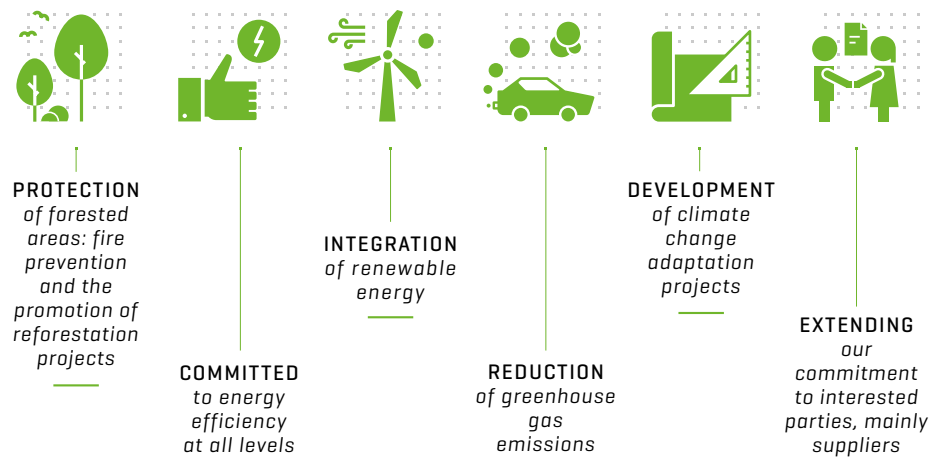 PROTECTION
of forested
areas: fire
prevention
and the
promotion of
reforestation
projects
COMMITTED
to energy
efficiency
at all levels
INTEGRATION
of renewable
energy
REDUCTION
of greenhouse
gas
emissions
DEVELOPMENT
of climate
change
adaptation
projects
EXTENDING
our
commitment
to interested
parties, mainly
suppliers